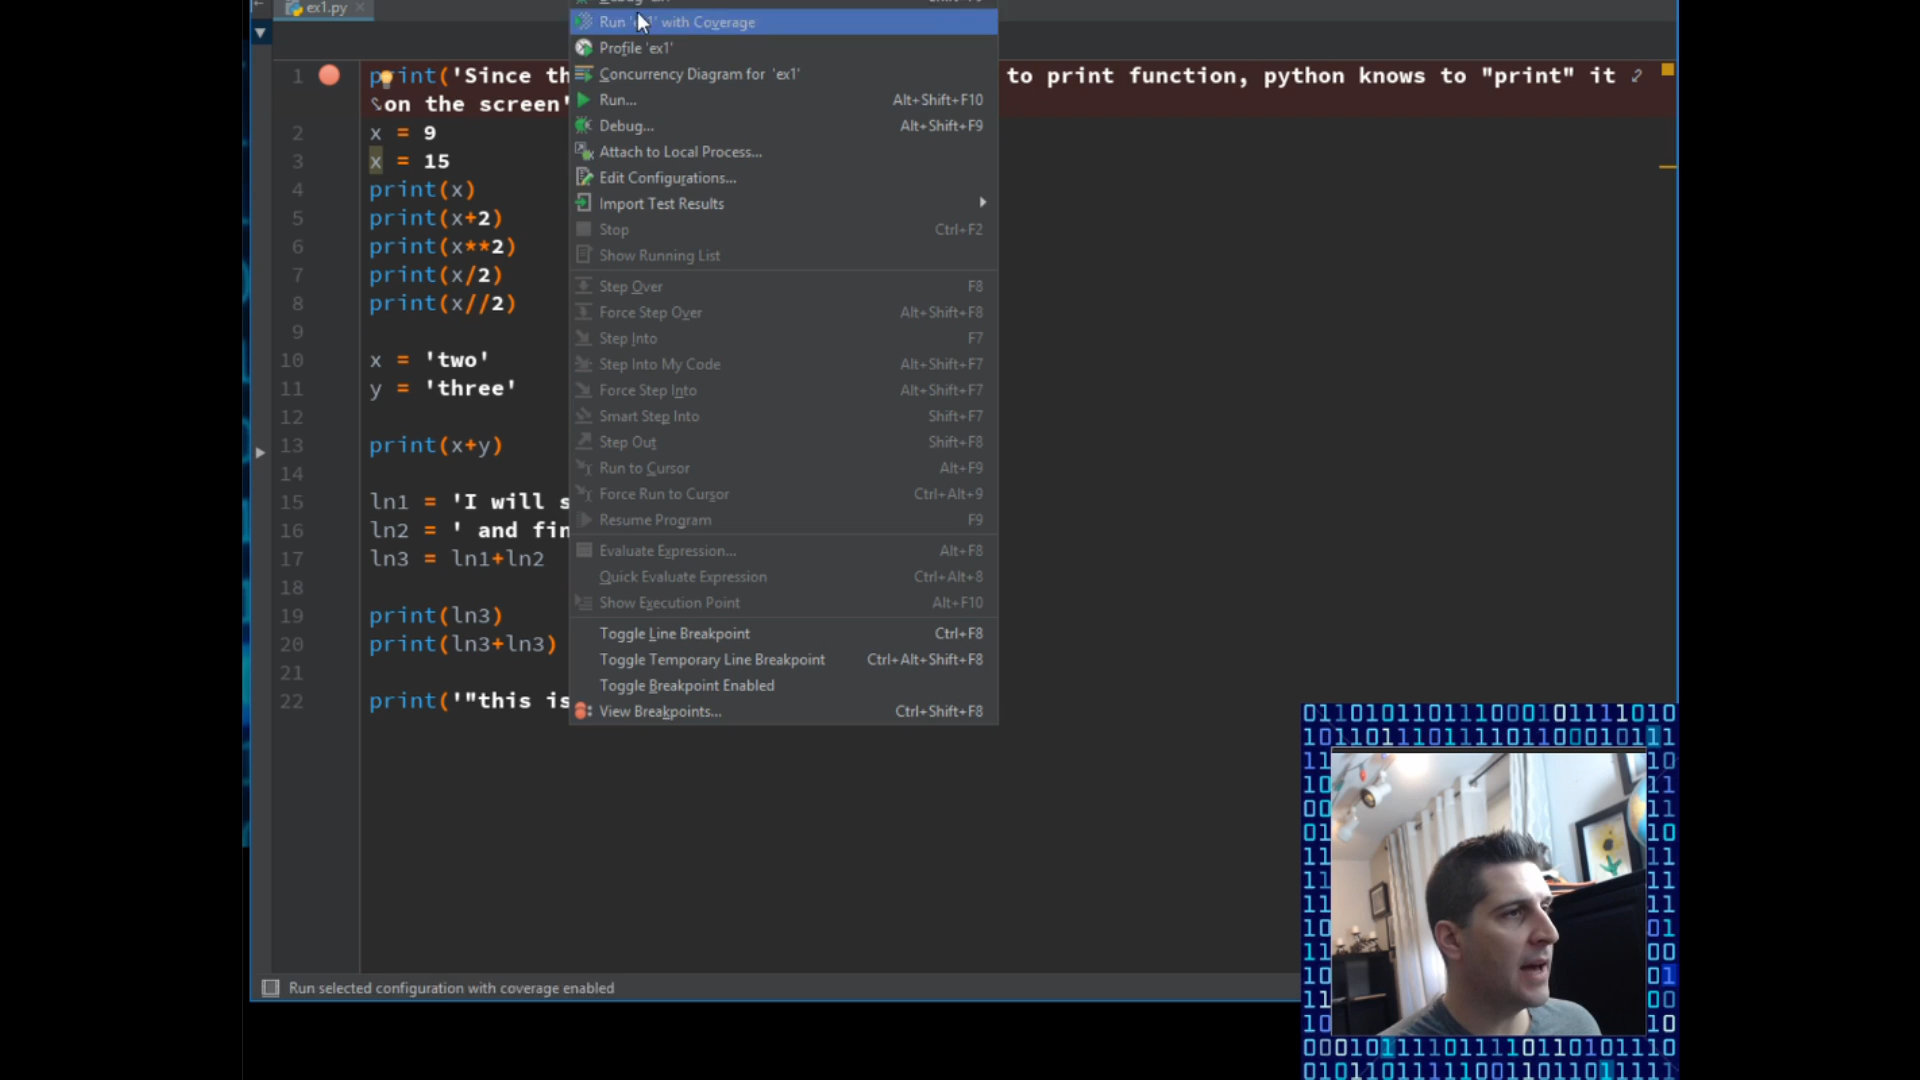 ex1.py
Run 'ex1' with Coverage
Profile 'ex1'
Concurrency Diagram for 'ex1'
Run... Alt+Shift+F10
Debug... Alt+Shift+F9
Attach to Local Process...
Edit Configurations...
Import Test Results
Stop Ctrl+F2
Show Running List
Step Over F8
Force Step Over Alt+Shift+F8
Step Into F7
Step Into My Code Alt+Shift+F7
Force Step Into Alt+Shift+F7
Smart Step Into Shift+F7
Step Out Shift+F8
Run to Cursor Alt+F9
Force Run to Cursor Ctrl+Alt+9
Resume Program F9
Evaluate Expression... Alt+F8
Quick Evaluate Expression Ctrl+Alt+8
Show Execution Point Alt+F10
Toggle Line Breakpoint Ctrl+F8
Toggle Temporary Line Breakpoint Ctrl+Alt+Shift+F8
Toggle Breakpoint Enabled
View Breakpoints... Ctrl+Shift+F8
1 print('Since th to print function, python knows to "print" it
on the screen'
2 x = 9
3 x = 15
4 print(x)
5 print(x+2)
6 print(x**2)
7 print(x/2)
8 print(x//2)
9
10 x = 'two'
11 y = 'three'
12
13 print(x+y)
14
15 ln1 = 'I will s
16 ln2 = ' and fin
17 ln3 = ln1+ln2
18
19 print(ln3)
20 print(ln3+ln3)
21
22 print('"this is
Run selected configuration with coverage enabled